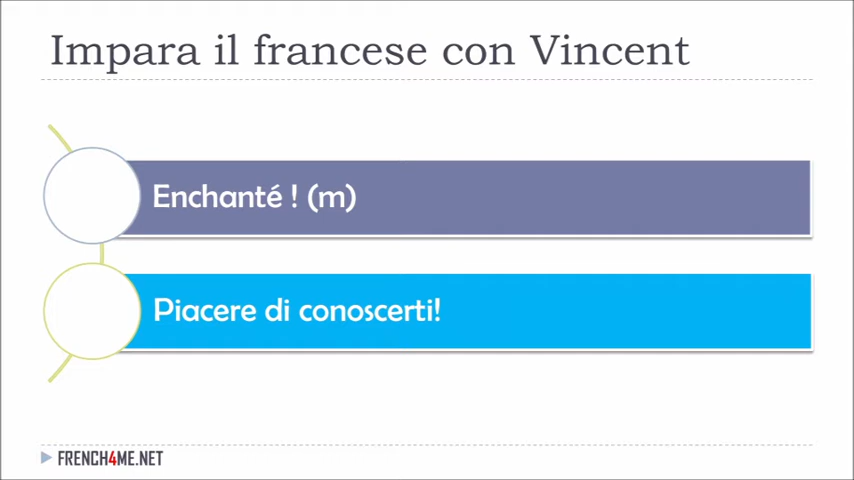 Impara il francese con Vincent
Enchanté ! (m)
Piacere di conoscerti!
FRENCH4ME.NET